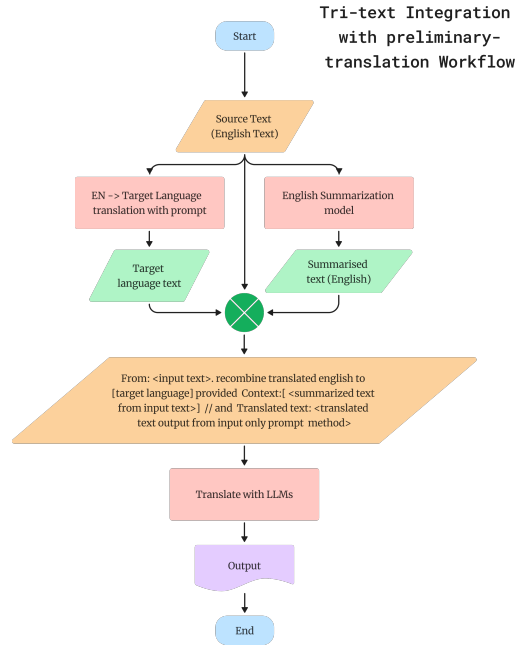 Tri-text Integration
with preliminary-
translation Workflow
Start
Source Text
(English Text)
EN -> Target Language
translation with prompt
English Summarization
model
Target
language text
Summarised
text (English)
From: <input text>. recombine translated english to
[target language] provided Context:[ <summarized text
from input text>] // and Translated text: <translated
text output from input only prompt method>
Translate with LLMs
Output
End